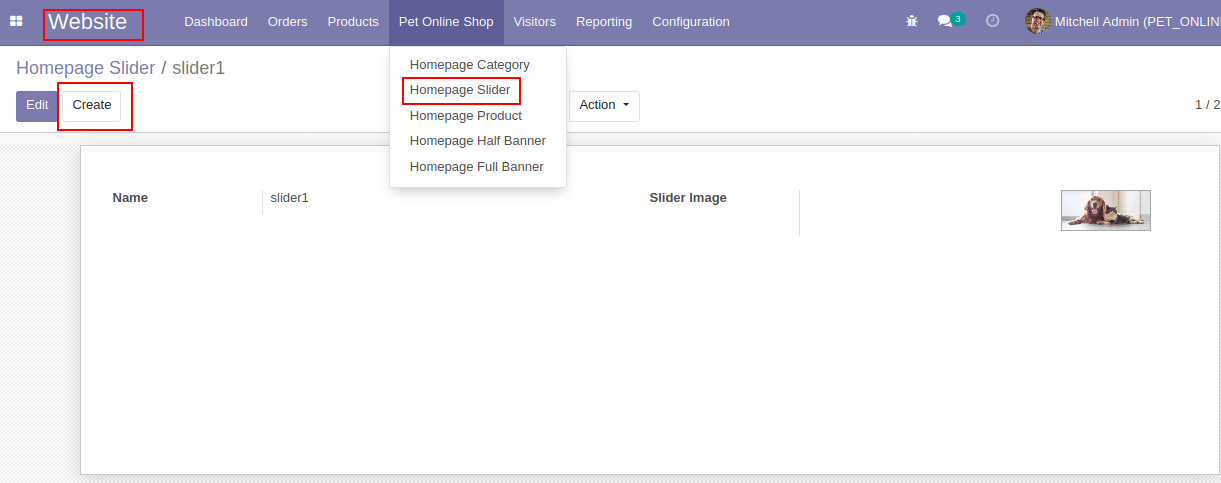 Website Dashboard Orders Products Pet Online Shop Visitors Reporting Configuration 3 Mitchell Admin (PET_ONLINE
Homepage Slider / slider1
Edit Create Action 1 / 2
Homepage Category
Homepage Slider
Homepage Product
Homepage Half Banner
Homepage Full Banner
Name slider1 Slider Image